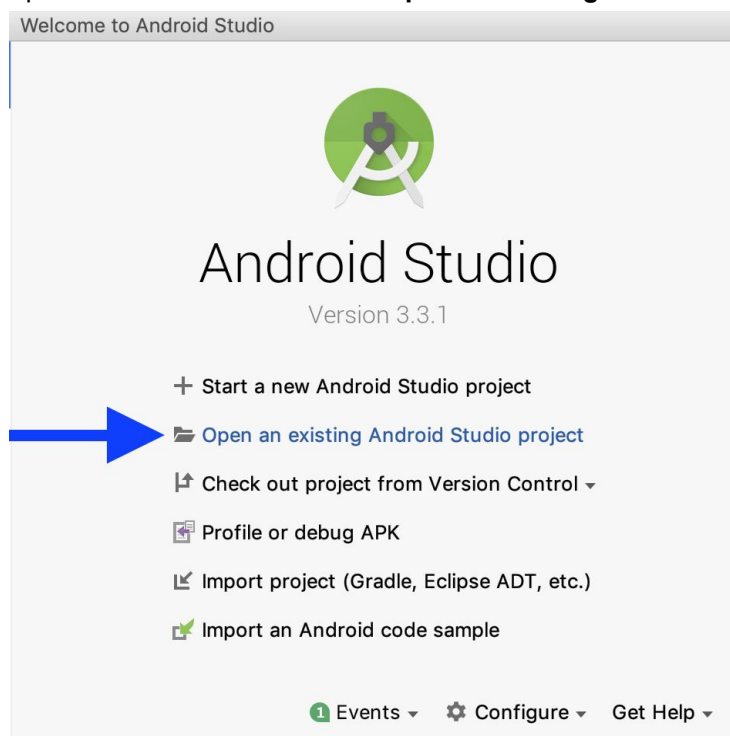 Welcome to Android Studio
Android Studio
Version 3.3.1
Start a new Android Studio project
Open an existing Android Studio project
Check out project from Version Control
Profile or debug APK
Import project (Gradle, Eclipse ADT, etc.)
Import an Android code sample
1 Events Configure Get Help